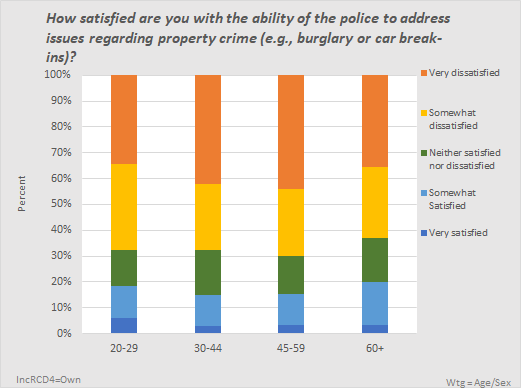 How satisfied are you with the ability of the police to address
issues regarding property crime (e.g., burglary or car break-
ins)?
100%
90%
80%
70%
60%
50%
40%
30%
20%
10%
0%
Percent
20-29
30-44
45-59
60+
Very dissatisfied
Somewhat
dissatisfied
Neither satisfied
nor dissatisfied
Somewhat
Satisfied
Very satisfied
IncRCD4=Own
Wtg = Age/Sex